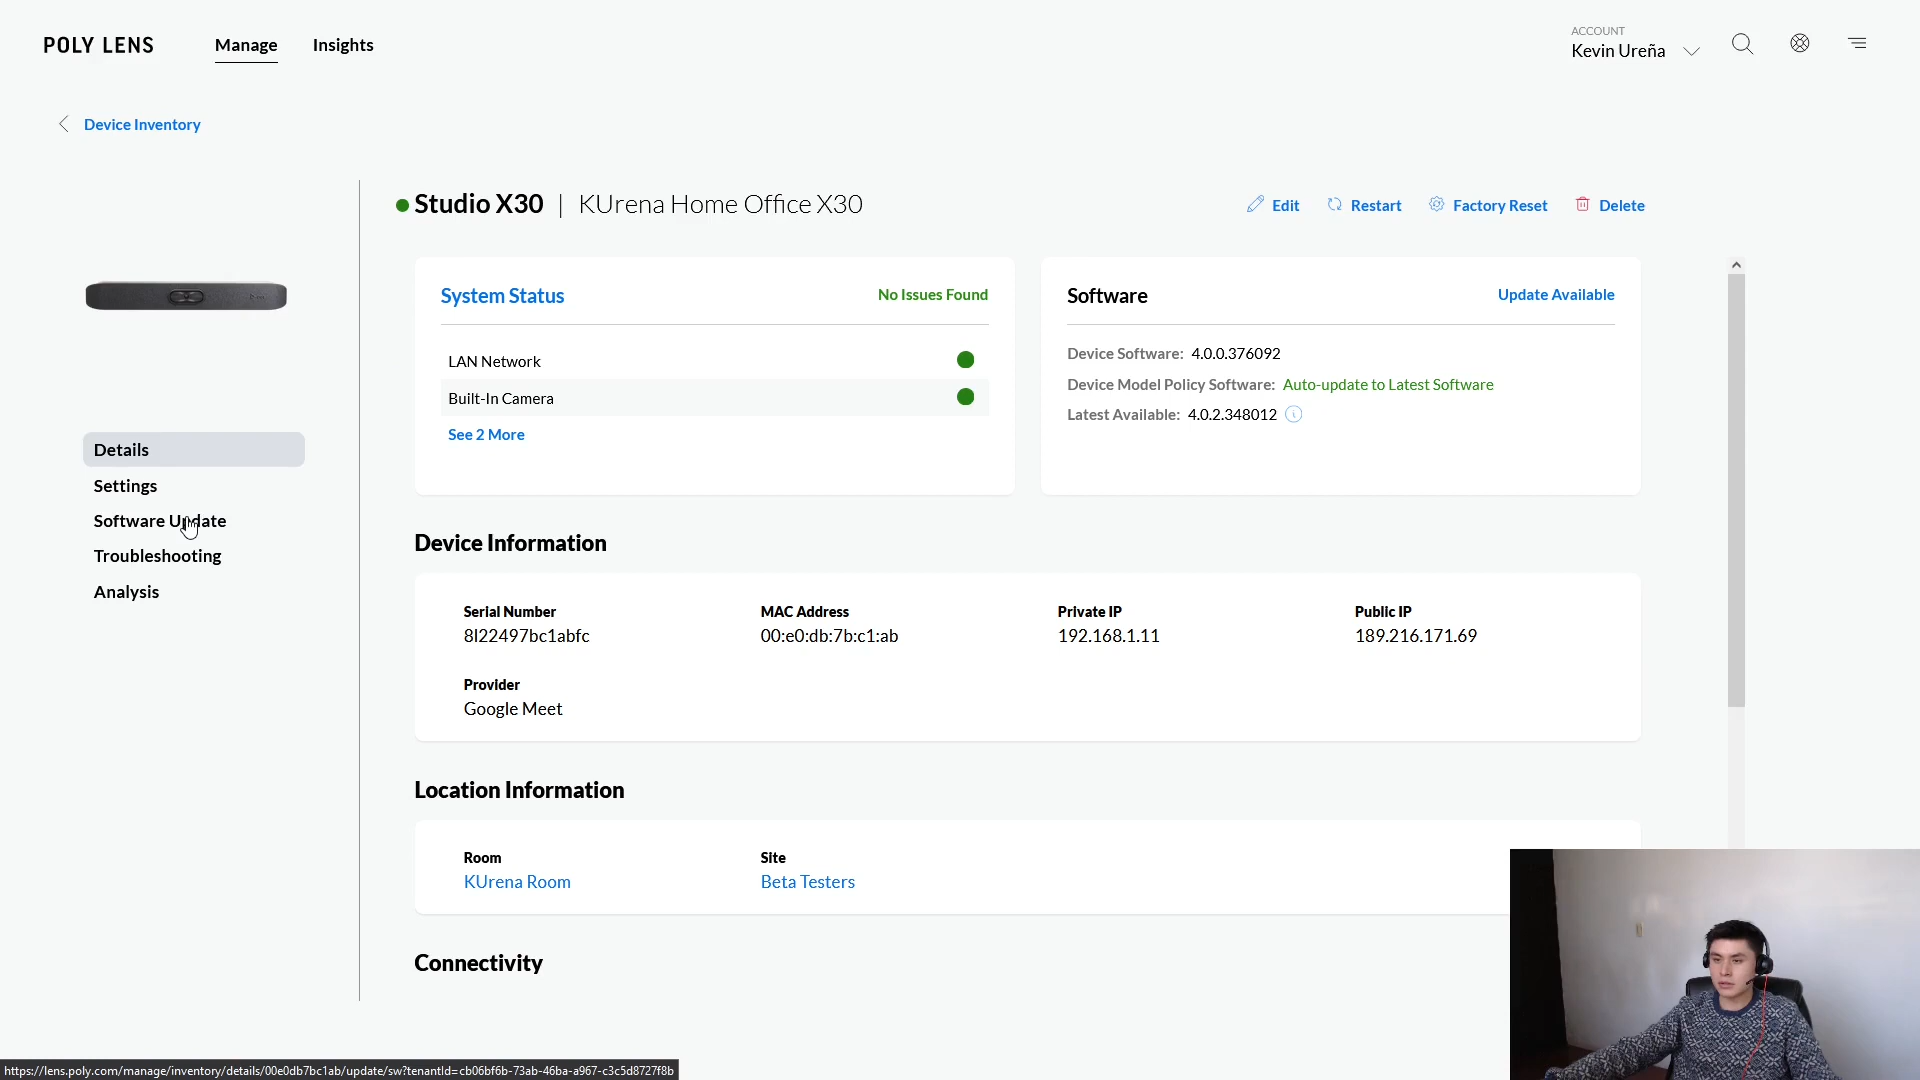 POLY LENS
Manage
Insights
ACCOUNT
Kevin Ureña
Device Inventory
Studio X30 | KUrena Home Office X30
Edit
Restart
Factory Reset
Delete
Details
Settings
Software Update
Troubleshooting
Analysis
System Status
No Issues Found
LAN Network
Built-In Camera
See 2 More
Software
Update Available
Device Software: 4.0.0.376092
Device Model Policy Software: Auto-update to Latest Software
Latest Available: 4.0.2.348012
Device Information
Serial Number
8l22497bc1abfc
MAC Address
00:e0:db:7b:c1:ab
Private IP
192.168.1.11
Public IP
189.216.171.69
Provider
Google Meet
Location Information
Room
KUrena Room
Site
Beta Testers
Connectivity
https://lens.poly.com/manage/inventory/details/00e0db7bc1ab/update/sw?tenantId=cb06bf6b-73ab-46ba-a967-c3c5d8727f8b